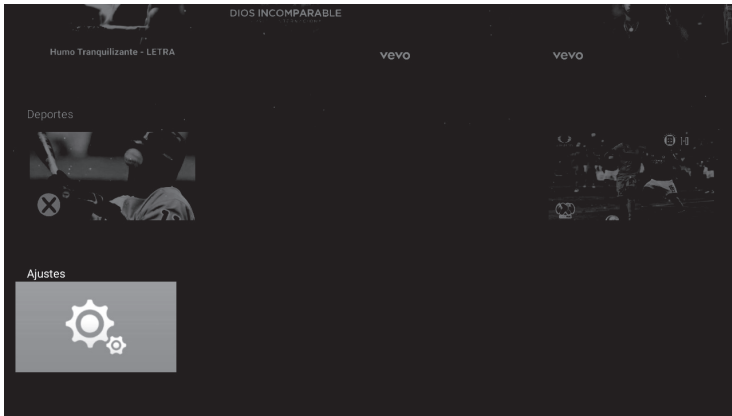 DIOS INCOMPARABLE
Humo Tranquilizante - LETRA
vevo
vevo
Deportes
Ajustes